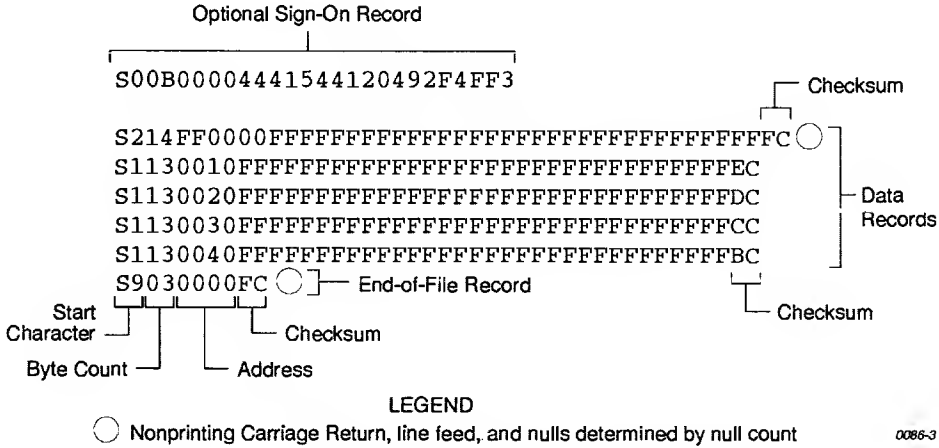 Optional Sign-On Record
S00B00004441544120492F4FF3
Checksum
S214FF0000FFFFFFFFFFFFFFFFFFFFFFFFFFFFFFFFFC
S1130010FFFFFFFFFFFFFFFFFFFFFFFFFFFFFFFFEC
S1130020FFFFFFFFFFFFFFFFFFFFFFFFFFFFFFFFDC
S1130030FFFFFFFFFFFFFFFFFFFFFFFFFFFFFFFFCC
S1130040FFFFFFFFFFFFFFFFFFFFFFFFFFFFFFFFBC
Data
Records
S9030000FC
End-of-File Record
Start
Character
Checksum
Checksum
Byte Count
Address
LEGEND
Nonprinting Carriage Return, line feed, and nulls determined by null count
0086-3